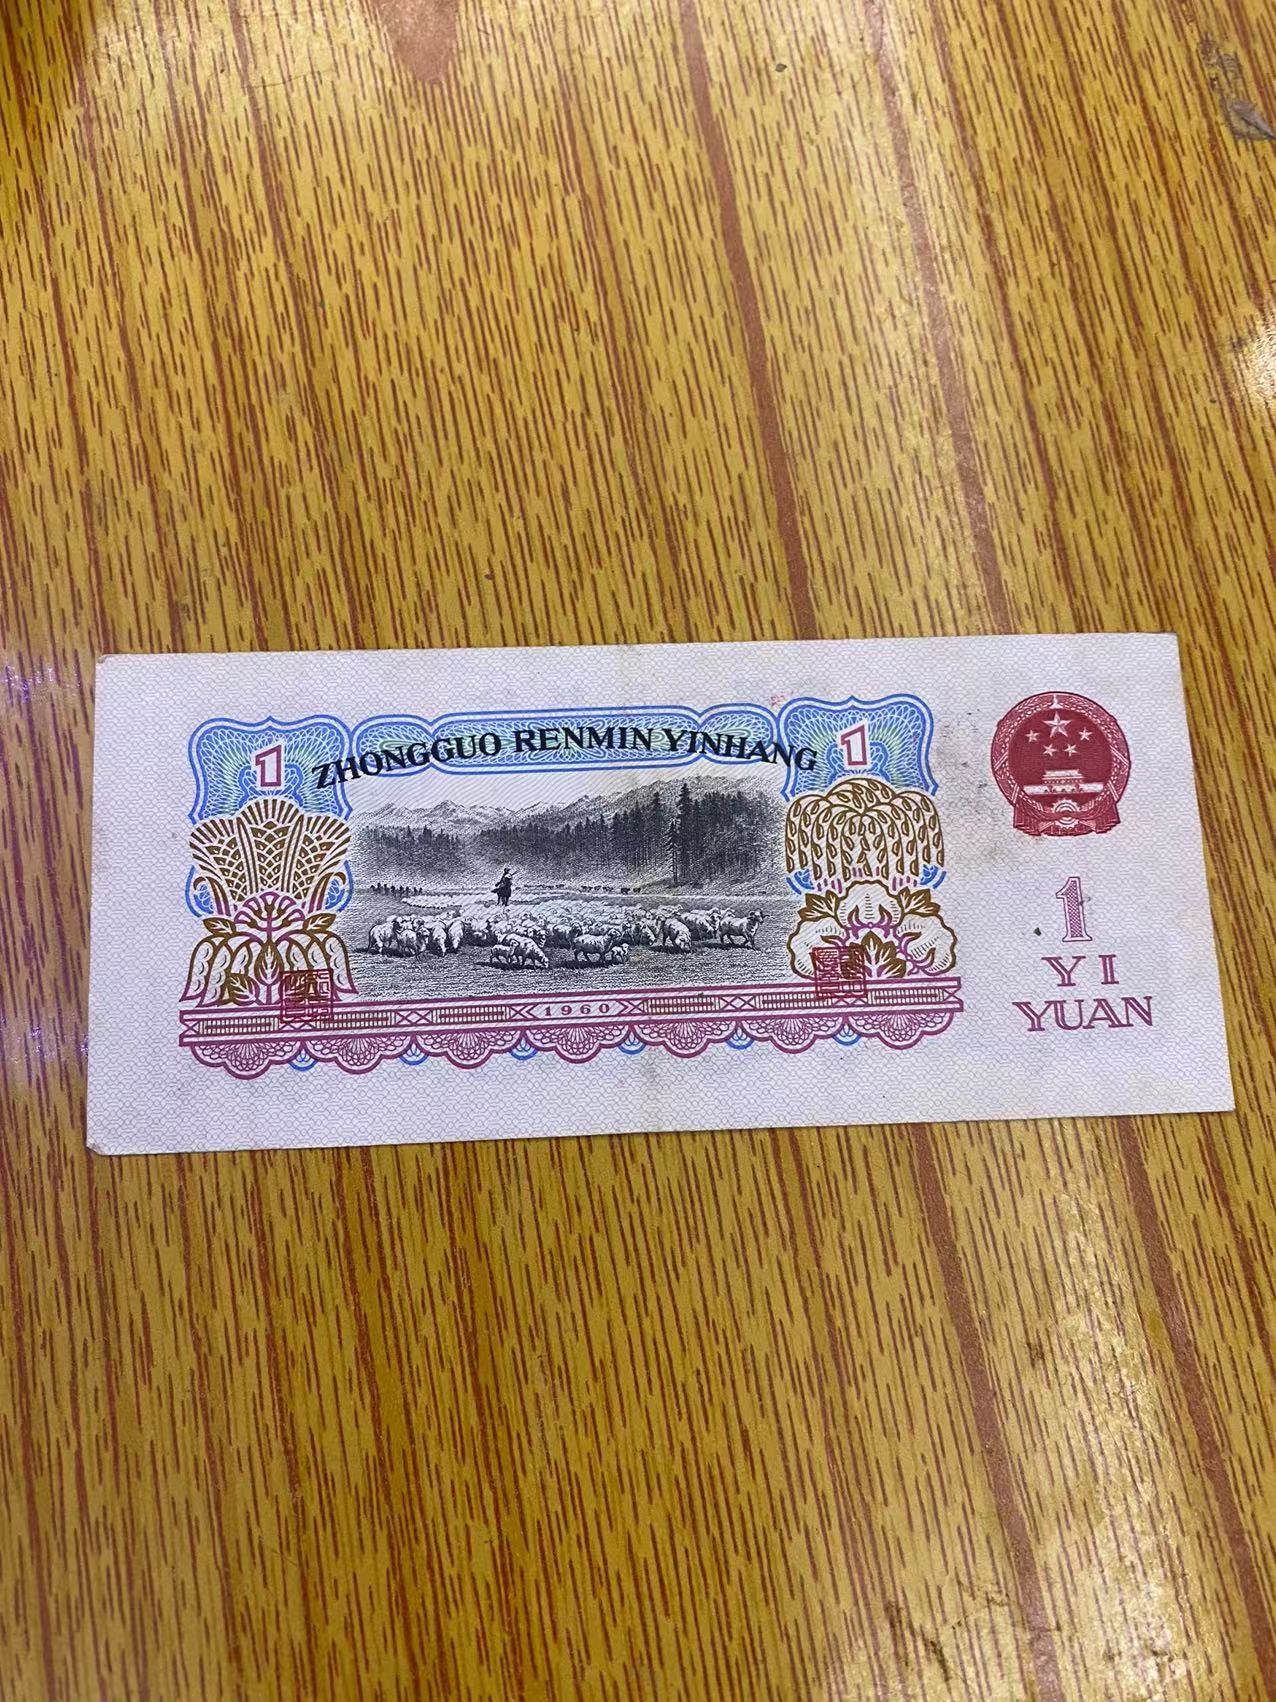 1
ZHONGGUO RENMIN YINHANG
1
1960
1
YI
YUAN